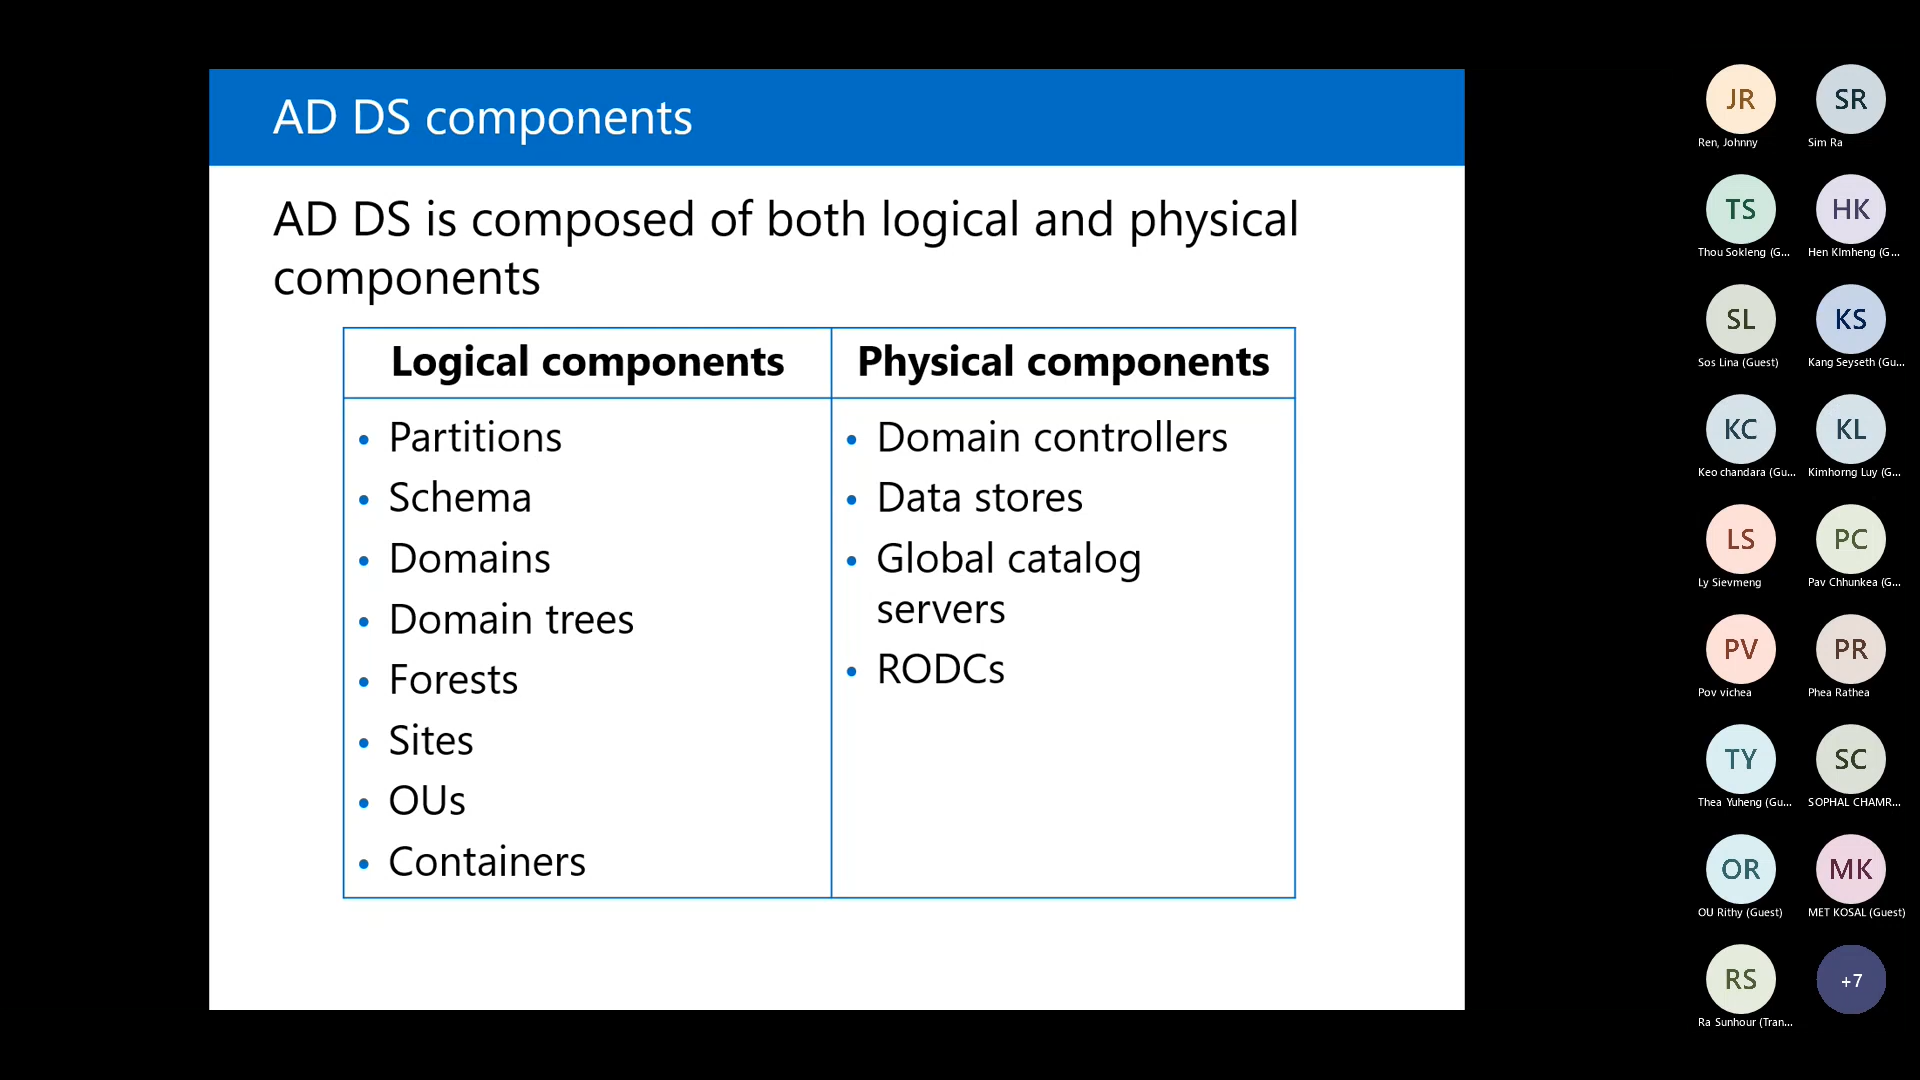 AD DS components
AD DS is composed of both logical and physical
components
Logical components
Physical components
• Partitions
• Schema
• Domains
• Domain trees
• Forests
• Sites
• OUs
• Containers
• Domain controllers
• Data stores
• Global catalog
servers
• RODCs
JR
Ren, Johnny
SR
Sim Ra
TS
Thou Sokleng (G...
HK
Hen KImheng (G...
SL
Sos Lina (Guest)
KS
Kang Seyseth (Gu...
KC
Keo chandara (Gu...
KL
Kimhorng Luy (G...
LS
Ly Sievmeng
PC
Pav Chhunkea (G...
PV
Pov vichea
PR
Phea Rathea
TY
Thea Yuheng (Gu...
SC
SOPHAL CHAMR...
OR
OU Rithy (Guest)
MK
MET KOSAL (Guest)
RS
Ra Sunhour (Tran...
+7